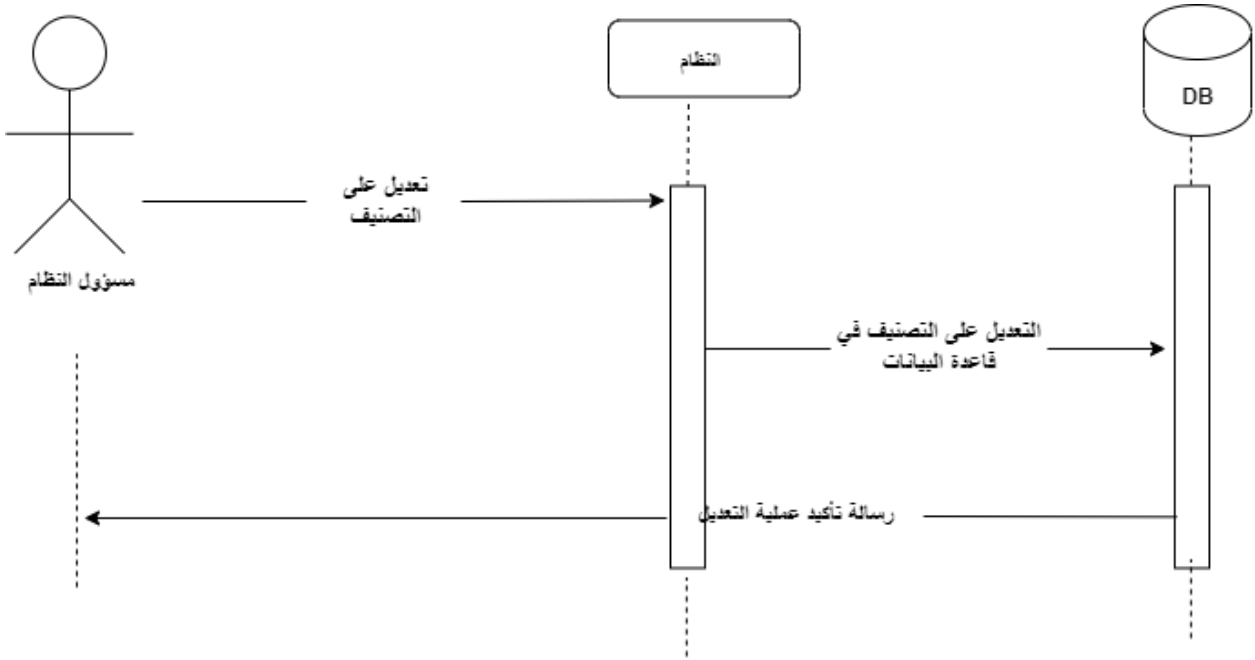 النظام
DB
تعديل على
التصنيف
مسؤول النظام
التعديل على التصنيف في
قاعدة البيانات
رسالة تأكيد عملية التعديل